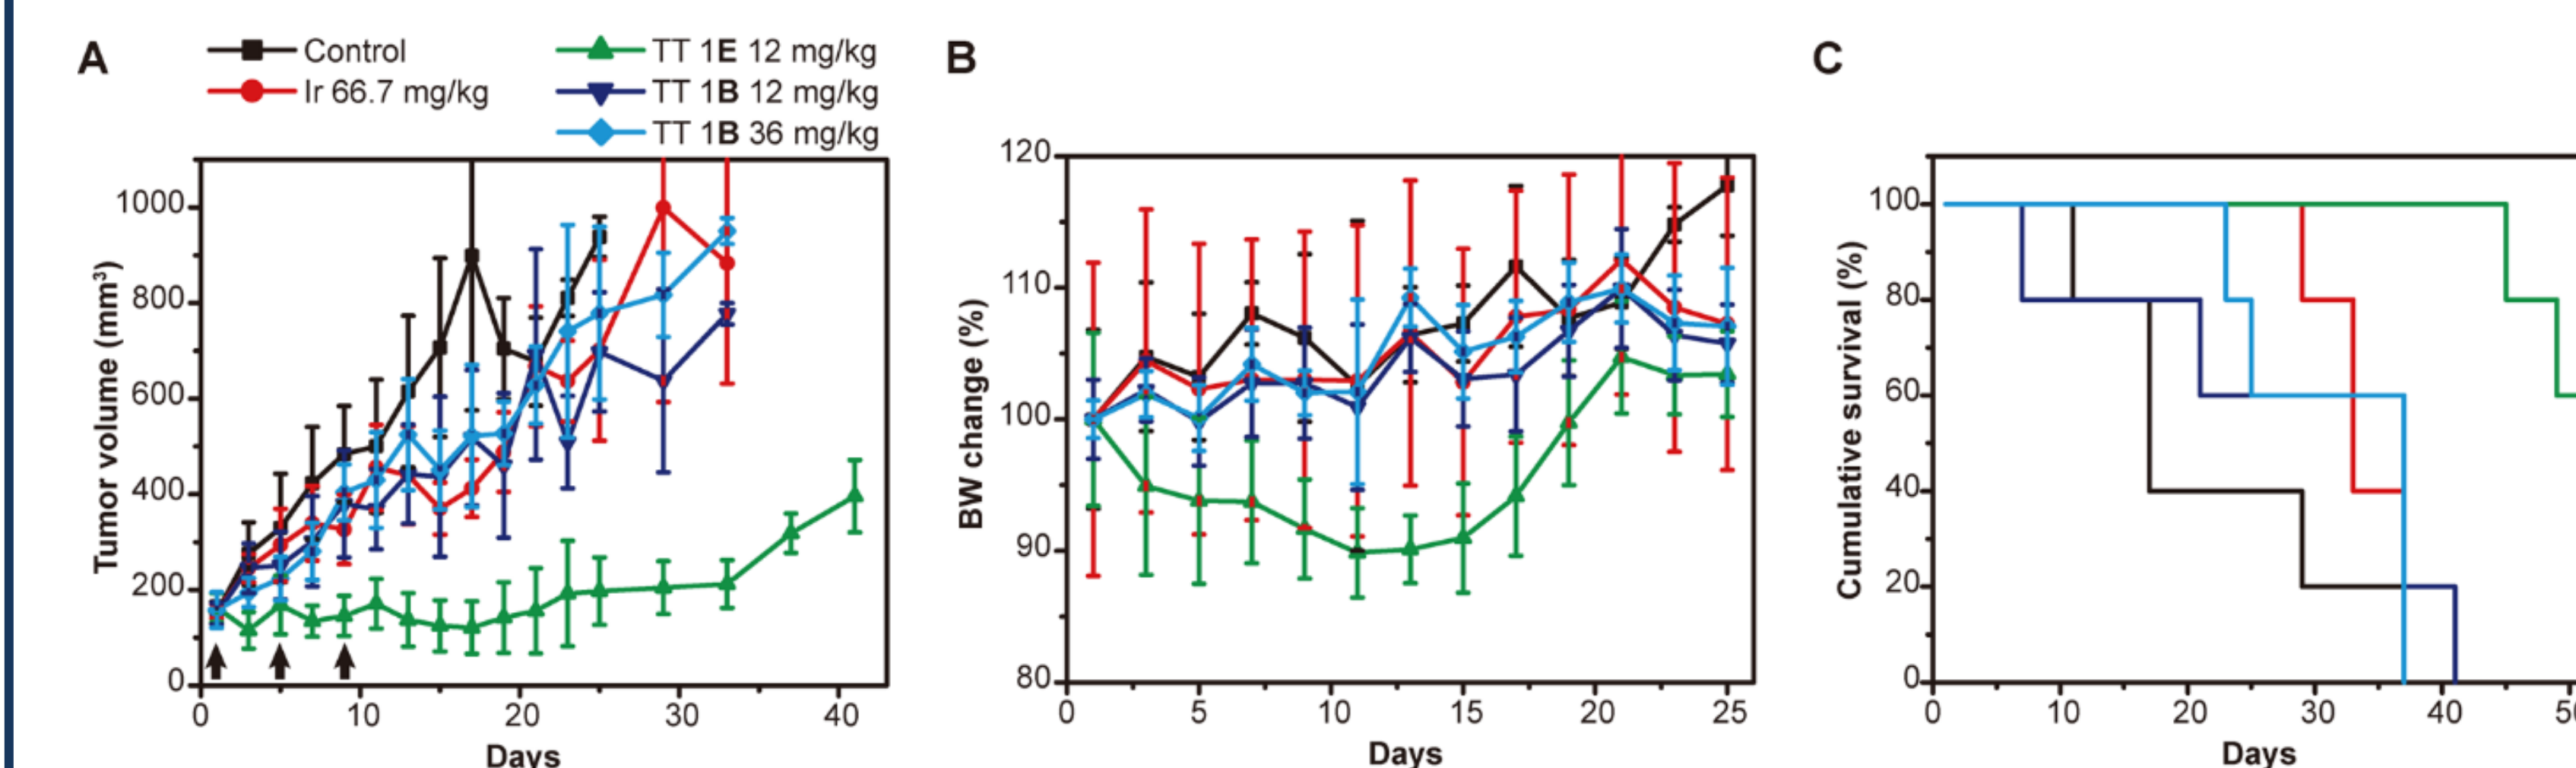 A
Control
Ir 66.7 mg/kg
TT 1E 12 mg/kg
TT 1B 12 mg/kg
TT 1B 36 mg/kg
Tumor volume (mm³)
1000
800
600
400
200
0
0 10 20 30 40
Days
B
BW change (%)
120
110
100
90
80
0 5 10 15 20 25
Days
C
Cumulative survival (%)
100
80
60
40
20
0
0 10 20 30 40
Days